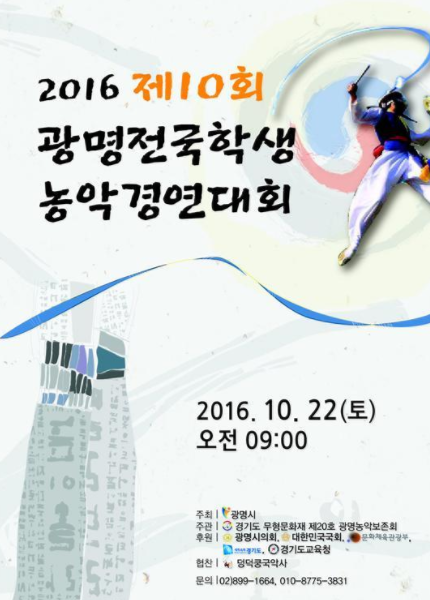 2016 제10회
광명전국학생
농악경연대회
2016. 10. 22(토)
오전 09:00
주최 | 광명시
주관 | 경기도 무형문화재 제20호 광명농악보존회
후원 | 광명시의회, 대한민국국회, 문화체육관광부,
경기도, 경기도교육청
협찬 | 덩덕쿵국악사
문의 | 02)899-1664, 010-8775-3831